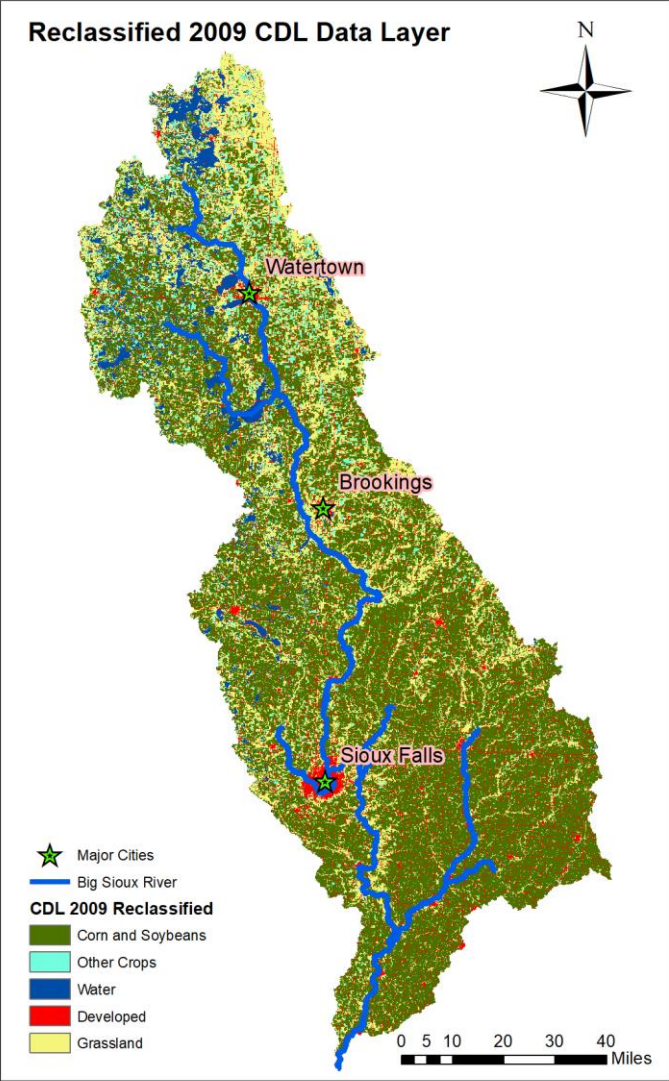 Reclassified 2009 CDL Data Layer
N
Watertown
Brookings
Sioux Falls
Major Cities
Big Sioux River
CDL 2009 Reclassified
Corn and Soybeans
Other Crops
Water
Developed
Grassland
0 5 10 20 30 40
Miles